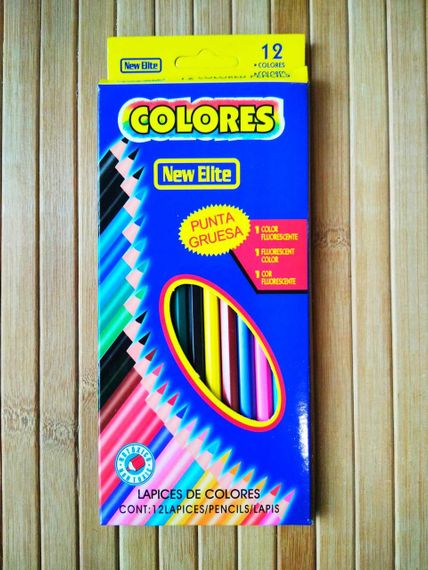 New Elite
12
• COLORES
COLORES
New Elite
PUNTA
GRUESA
1 COLOR
FLUORESCENTE
1 FLUORESCENT
COLOR
1 COR
FLUORESCENTE
LAPICES DE COLORES
CONT:12LAPICES/PENCILS/LAPIS